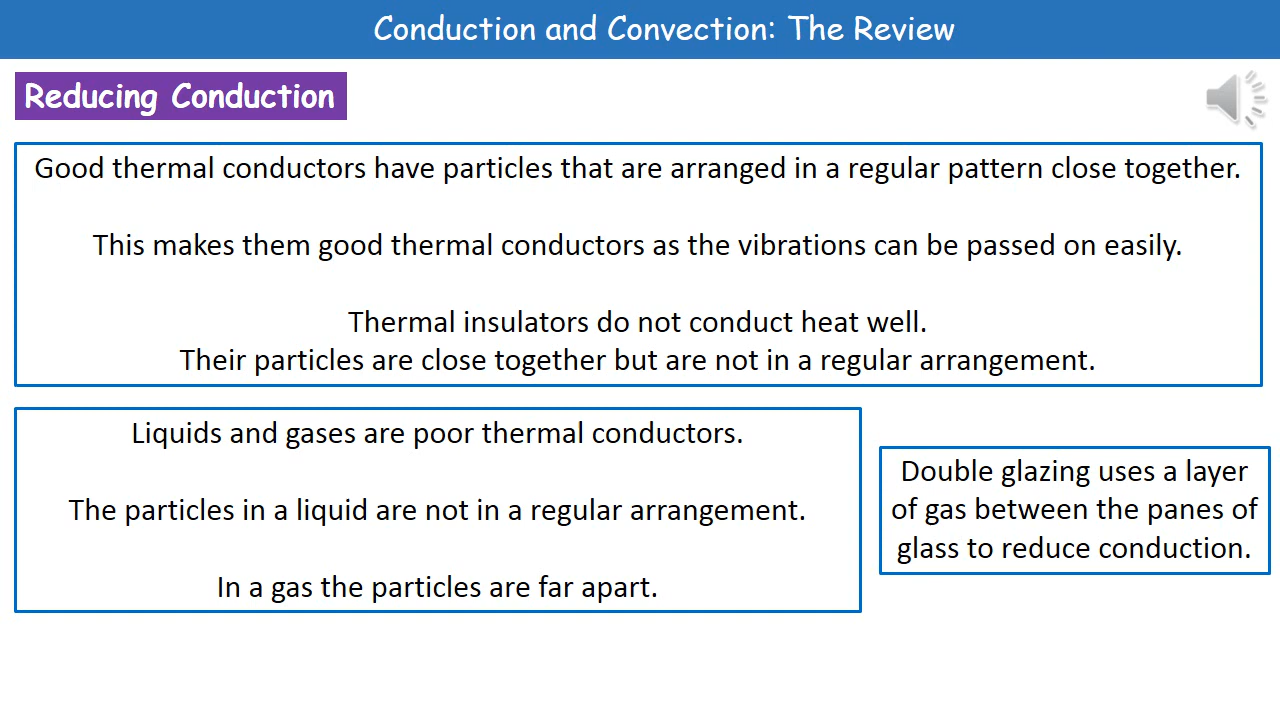 Conduction and Convection: The Review
Reducing Conduction
Good thermal conductors have particles that are arranged in a regular pattern close together.
This makes them good thermal conductors as the vibrations can be passed on easily.
Thermal insulators do not conduct heat well.
Their particles are close together but are not in a regular arrangement.
Liquids and gases are poor thermal conductors.
The particles in a liquid are not in a regular arrangement.
In a gas the particles are far apart.
Double glazing uses a layer
of gas between the panes of
glass to reduce conduction.